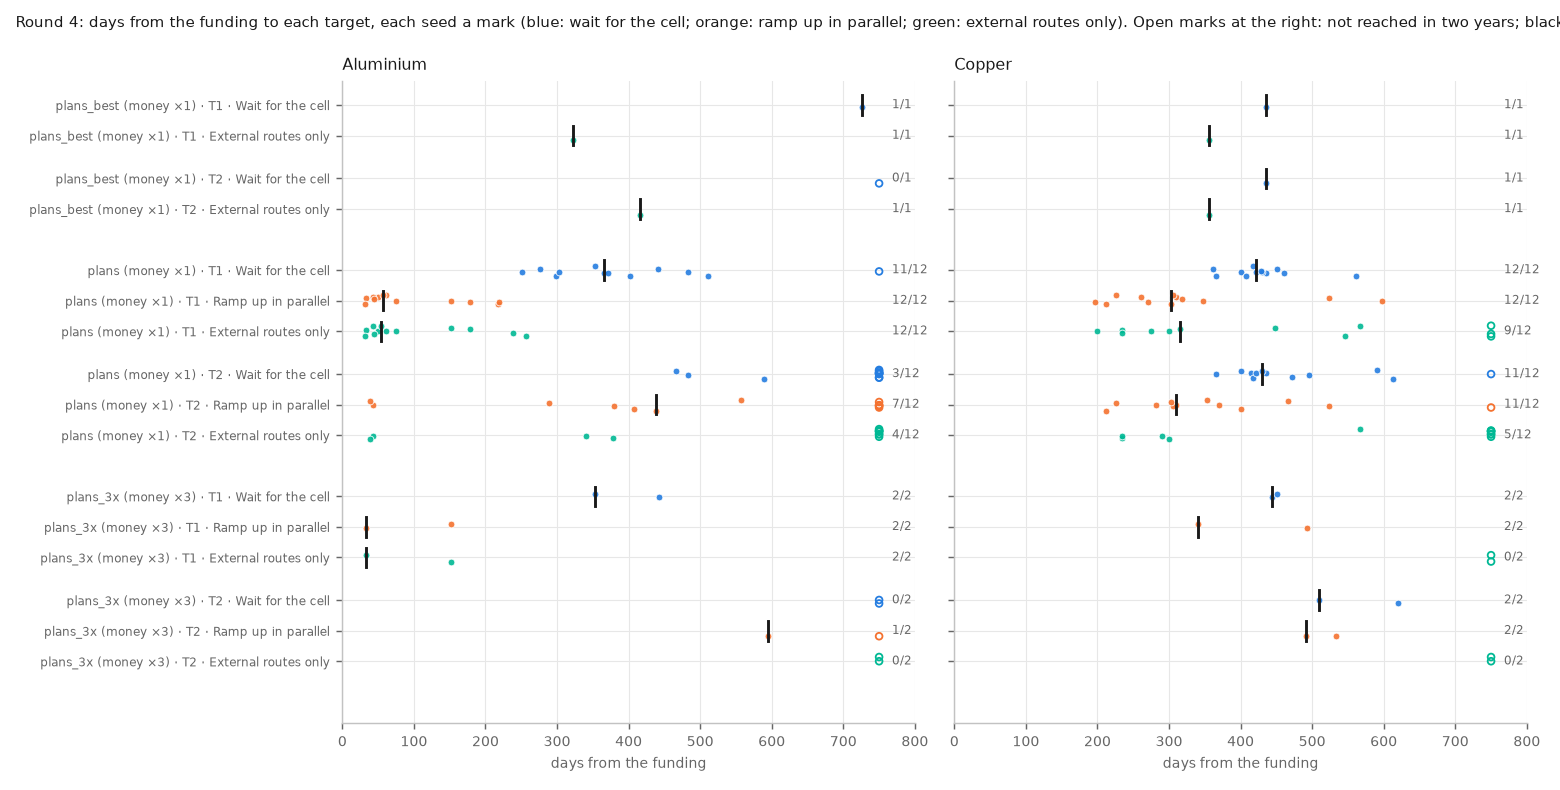 Round 4: days from the funding to each target, each seed a mark (blue: wait for the cell; orange: ramp up in parallel; green: external routes only). Open marks at the right: not reached in two years; black
Aluminium
Copper
plans_best (money ×1) · T1 · Wait for the cell 1/1 1/1
plans_best (money ×1) · T1 · External routes only 1/1 1/1
plans_best (money ×1) · T2 · Wait for the cell 0/1 1/1
plans_best (money ×1) · T2 · External routes only 1/1 1/1
plans (money ×1) · T1 · Wait for the cell 11/12 12/12
plans (money ×1) · T1 · Ramp up in parallel 12/12 12/12
plans (money ×1) · T1 · External routes only 12/12 9/12
plans (money ×1) · T2 · Wait for the cell 3/12 11/12
plans (money ×1) · T2 · Ramp up in parallel 7/12 11/12
plans (money ×1) · T2 · External routes only 4/12 5/12
plans_3x (money ×3) · T1 · Wait for the cell 2/2 2/2
plans_3x (money ×3) · T1 · Ramp up in parallel 2/2 2/2
plans_3x (money ×3) · T1 · External routes only 2/2 0/2
plans_3x (money ×3) · T2 · Wait for the cell 0/2 2/2
plans_3x (money ×3) · T2 · Ramp up in parallel 1/2 2/2
plans_3x (money ×3) · T2 · External routes only 0/2 0/2
0 100 200 300 400 500 600 700 800
0 100 200 300 400 500 600 700 800
days from the funding
days from the funding